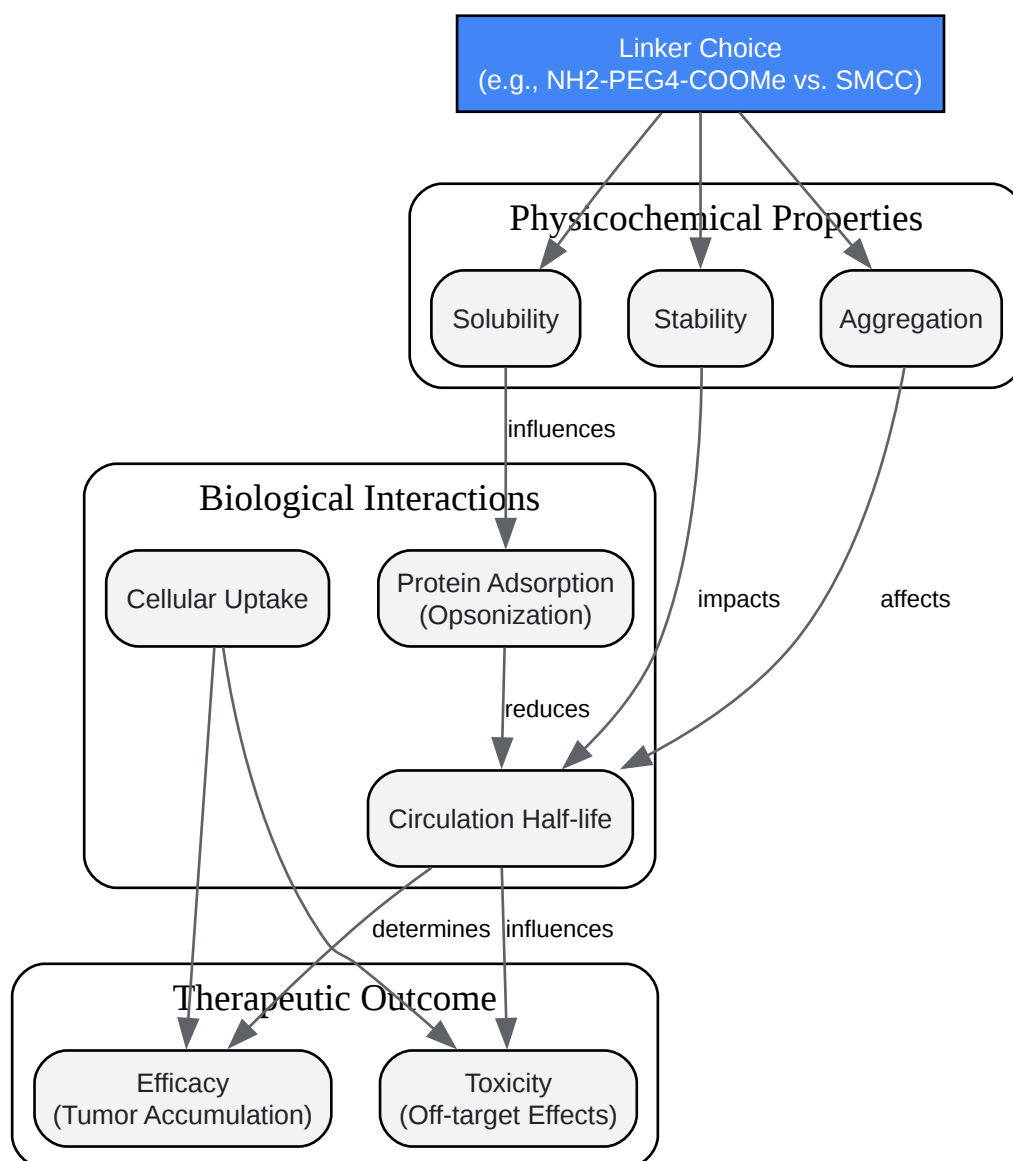 Linker Choice
(e.g., NH2-PEG4-COOMe vs. SMCC)
Physicochemical Properties
Solubility
Stability
Aggregation
influences
Biological Interactions
Cellular Uptake
Protein Adsorption
(Opsonization)
impacts
affects
reduces
Circulation Half-life
determines
influences
Therapeutic Outcome
Efficacy
(Tumor Accumulation)
Toxicity
(Off-target Effects)